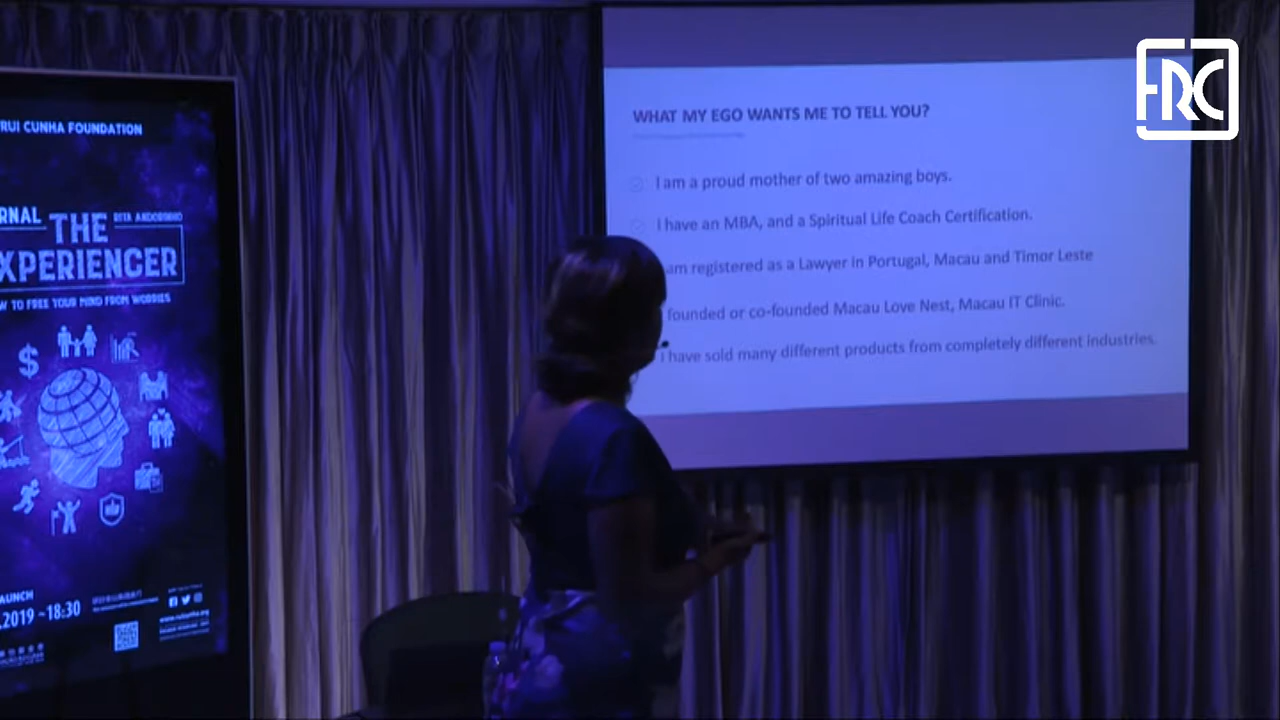 RUI CUNHA FOUNDATION
RNAL
THE
RITA ANDORINHO
XPERIENCER
W TO FREE YOUR MIND FROM WORRIES
$
AUNCH
.2019 ~18:30
FRC
WHAT MY EGO WANTS ME TO TELL YOU?
I am a proud mother of two amazing boys.
I have an MBA, and a Spiritual Life Coach Certification.
am registered as a Lawyer in Portugal, Macau and Timor Leste
founded or co-founded Macau Love Nest, Macau IT Clinic.
I have sold many different products from completely different industries.